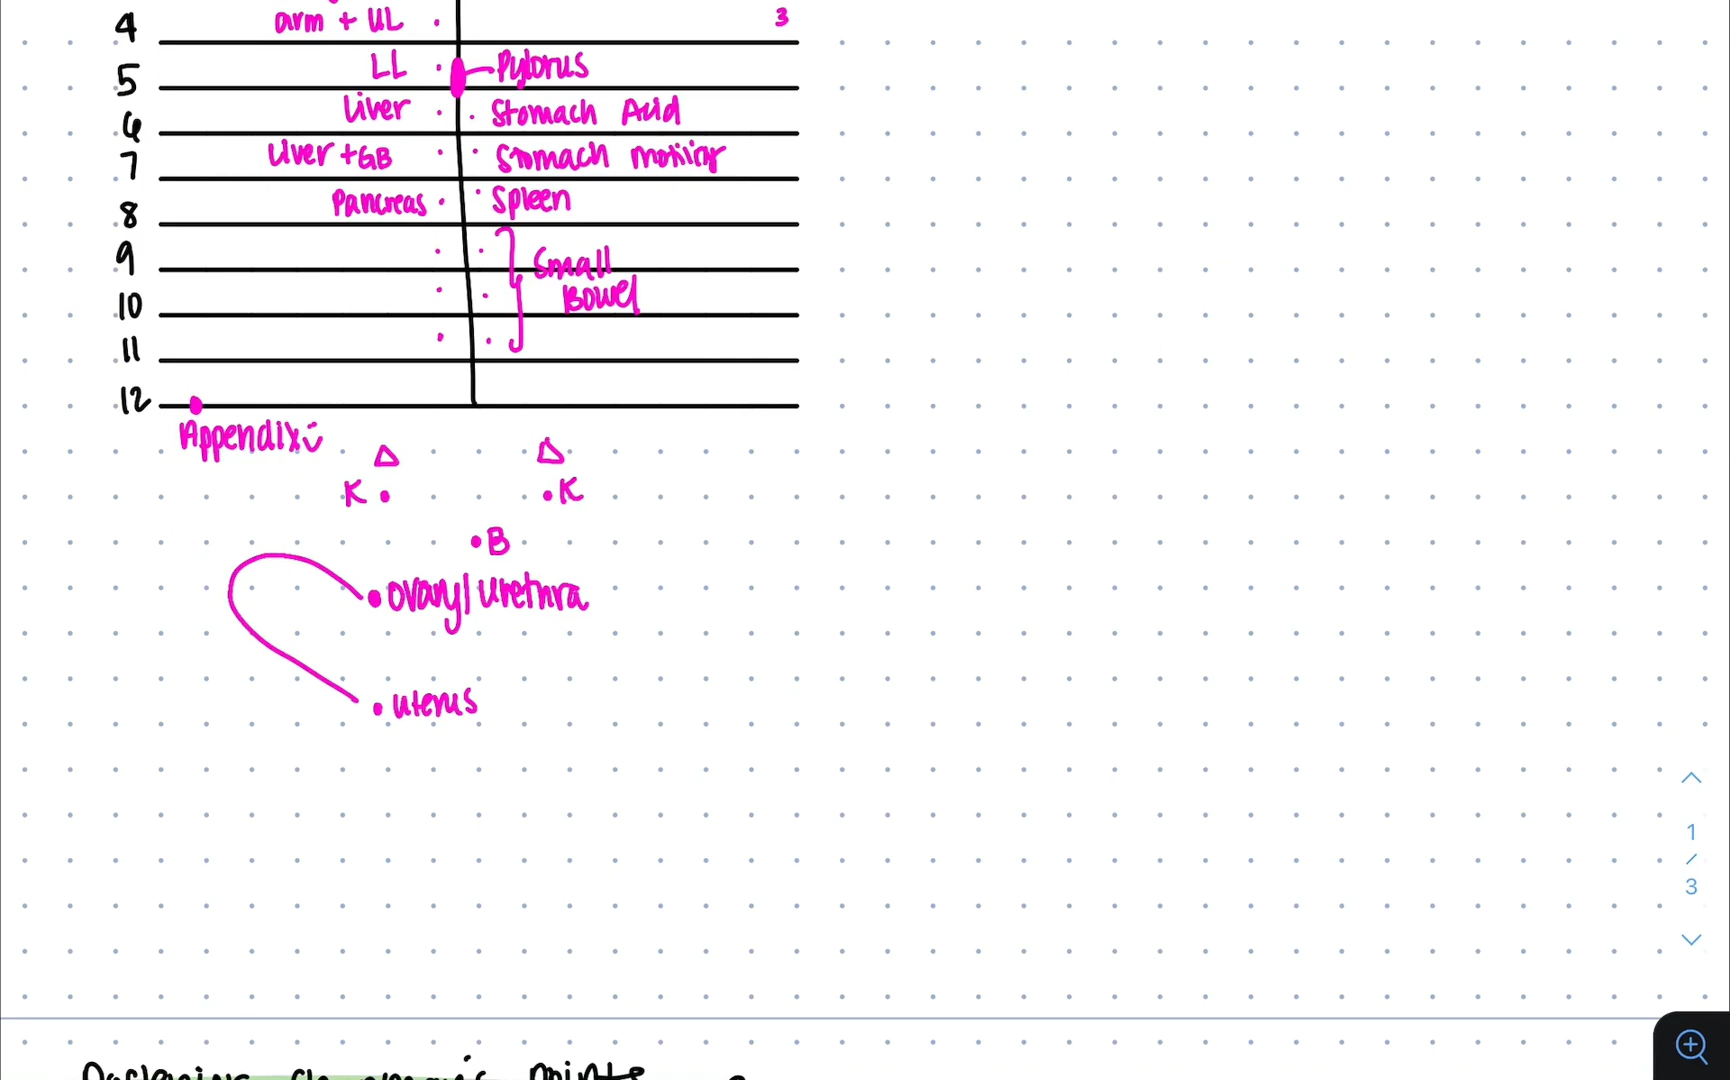 4 arm + UL 3
5 LL Pylorus
6 Liver Stomach Acid
7 Liver + GB Stomach motility
8 Pancreas Spleen
9 Small
10 Bowel
11
12
Appendix
Δ Δ
K K
B
Ovary/Urethra
uterus
1
/
3
points